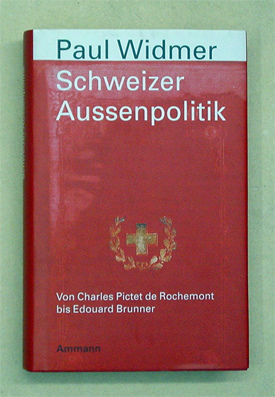 Paul Widmer
Schweizer
Aussenpolitik
Von Charles Pictet de Rochemont
bis Edouard Brunner
Ammann